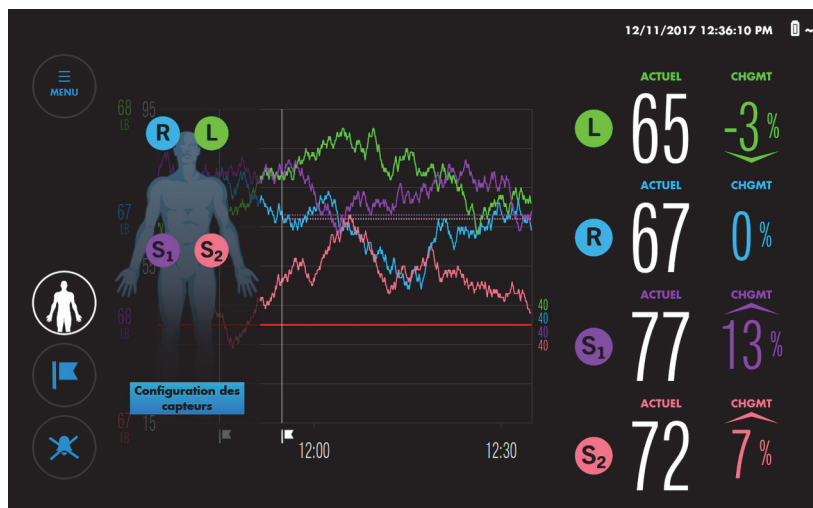 12/11/2017 12:36:10 PM
MENU
68
LB
95
R
L
67
LB
S1
S2
55
68
LB
40
40
40
40
Configuration des
capteurs
67
LB
15
12:00
12:30
ACTUEL CHGMT
L 65 -3%
ACTUEL CHGMT
R 67 0%
ACTUEL CHGMT
S1 77 13%
ACTUEL CHGMT
S2 72 7%